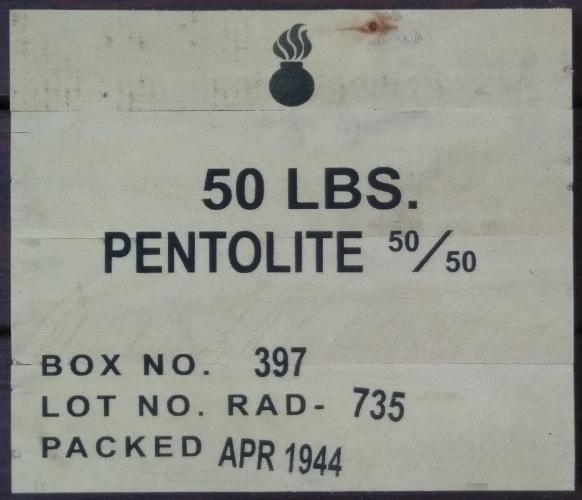 50 LBS.
PENTOLITE 50/50
BOX NO. 397
LOT NO. RAD- 735
PACKED APR 1944